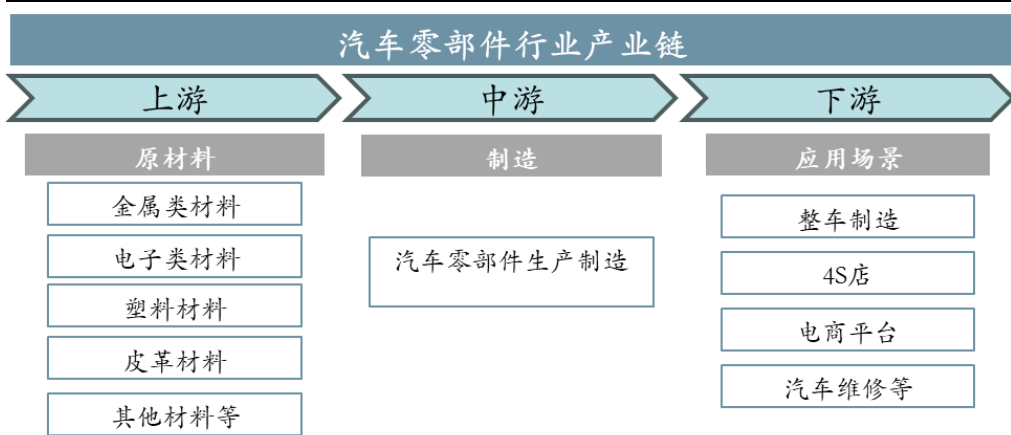 汽车零部件行业产业链
上游
中游
下游
原材料
制造
应用场景
金属类材料
电子类材料
塑料材料
皮革材料
其他材料等
汽车零部件生产制造
整车制造
4S店
电商平台
汽车维修等